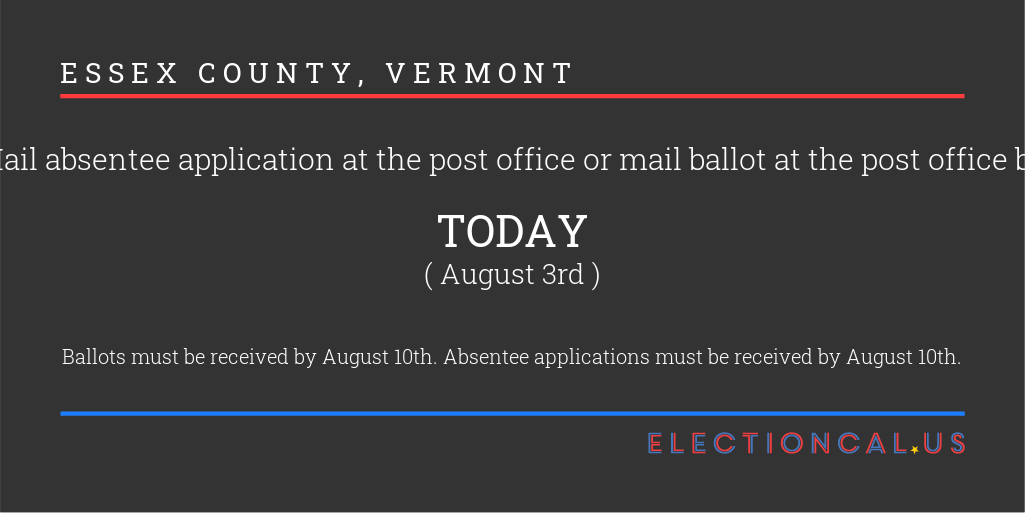 ESSEX COUNTY, VERMONT
absentee application at the post office or mail ballot at the post office
TODAY
( August 3rd )
Ballots must be received by August 10th. Absentee applications must be received by August 10th.
ELECTIONCAL.US